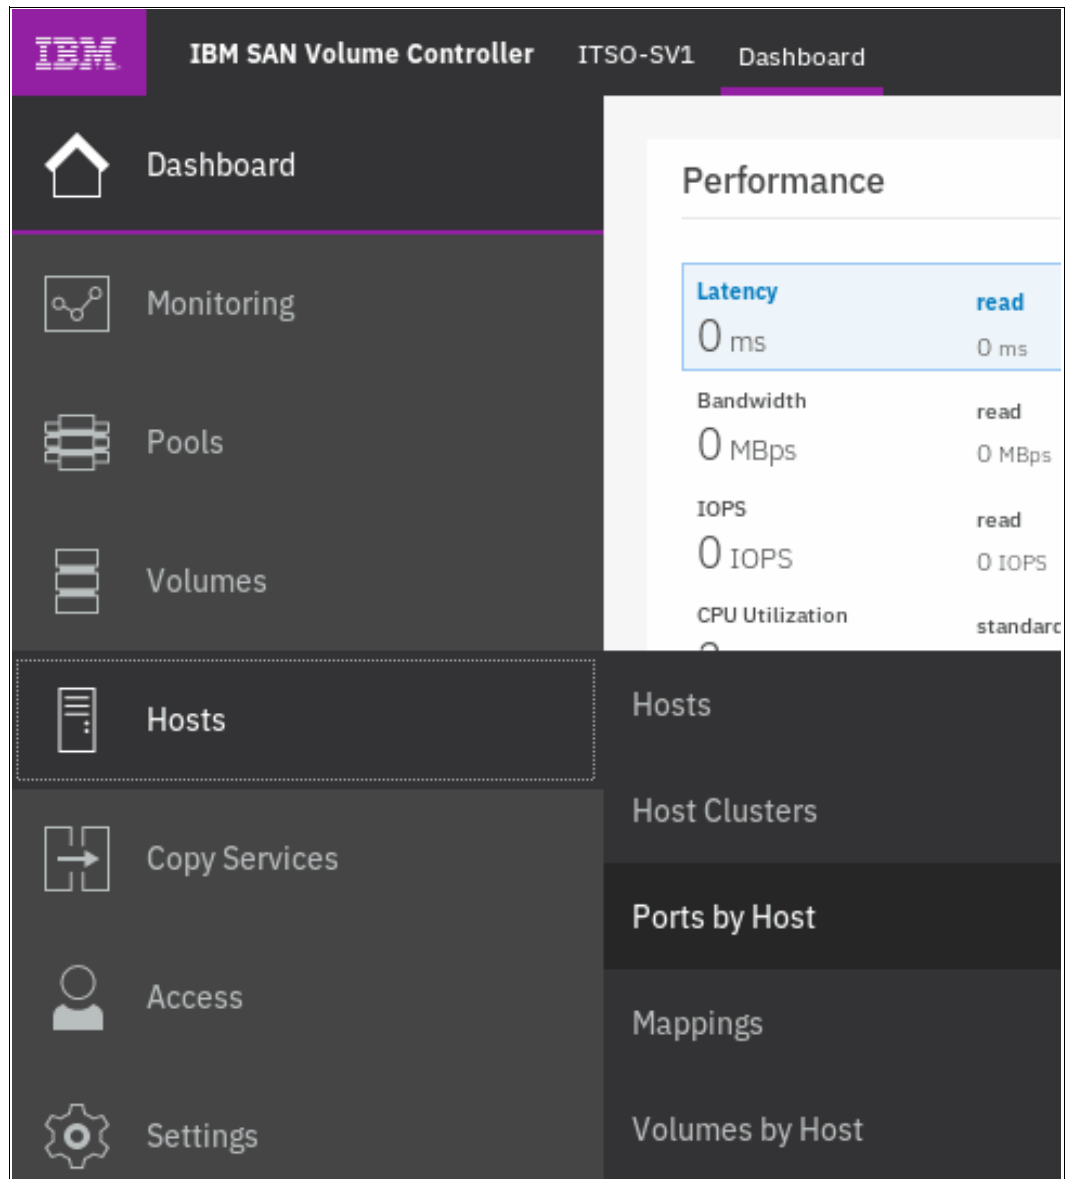 IBM IBM SAN Volume Controller ITSO-SV1 Dashboard
Dashboard
Monitoring
Pools
Volumes
Hosts
Copy Services
Access
Settings
Performance
Latency read
0 ms 0 ms
Bandwidth read
0 MBps 0 MBps
IOPS read
0 IOPS 0 IOPS
CPU Utilization
Hosts
Host Clusters
Ports by Host
Mappings
Volumes by Host